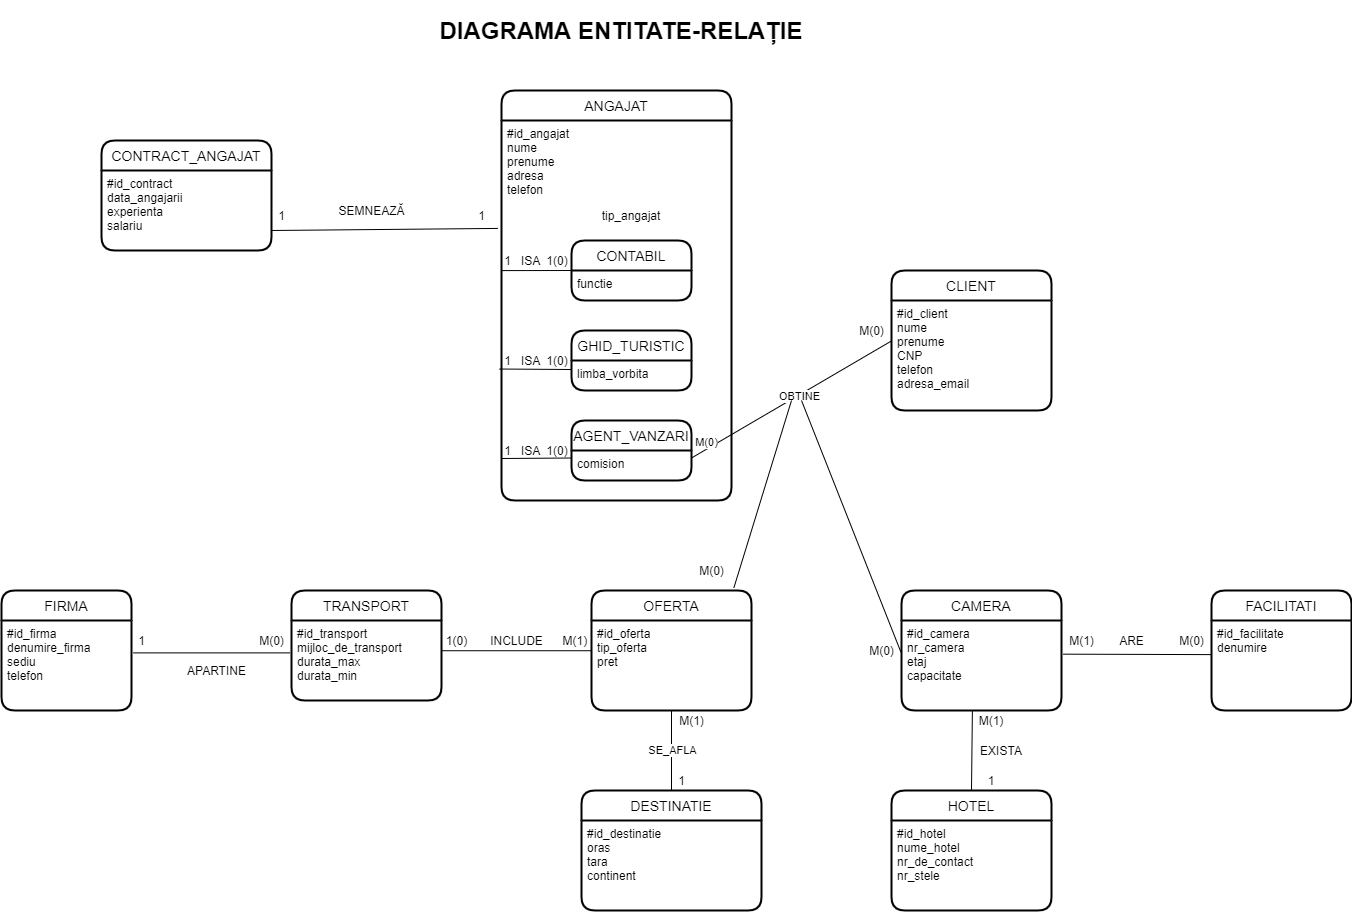 DIAGRAMA ENTITATE-RELAȚIE
ANGAJAT
#id_angajat
nume
prenume
adresa
telefon
tip_angajat
CONTRACT_ANGAJAT
#id_contract
data_angajarii
experienta
salariu
1 SEMNEAZĂ 1
1 ISA 1(0)
CONTABIL
functie
1 ISA 1(0)
GHID_TURISTIC
limba_vorbita
1 ISA 1(0)
AGENT_VANZARI
comision
M(0)
OBTINE
M(0)
CLIENT
#id_client
nume
prenume
CNP
telefon
adresa_email
M(0)
M(0)
FIRMA
#id_firma
denumire_firma
sediu
telefon
1 M(0)
APARTINE
TRANSPORT
#id_transport
mijloc_de_transport
durata_max
durata_min
1(0) INCLUDE M(1)
OFERTA
#id_oferta
tip_oferta
pret
CAMERA
#id_camera
nr_camera
etaj
capacitate
M(1) ARE M(0)
FACILITATI
#id_facilitate
denumire
M(1)
SE_AFLA
1
DESTINATIE
#id_destinatie
oras
tara
continent
M(1)
EXISTA
1
HOTEL
#id_hotel
nume_hotel
nr_de_contact
nr_stele